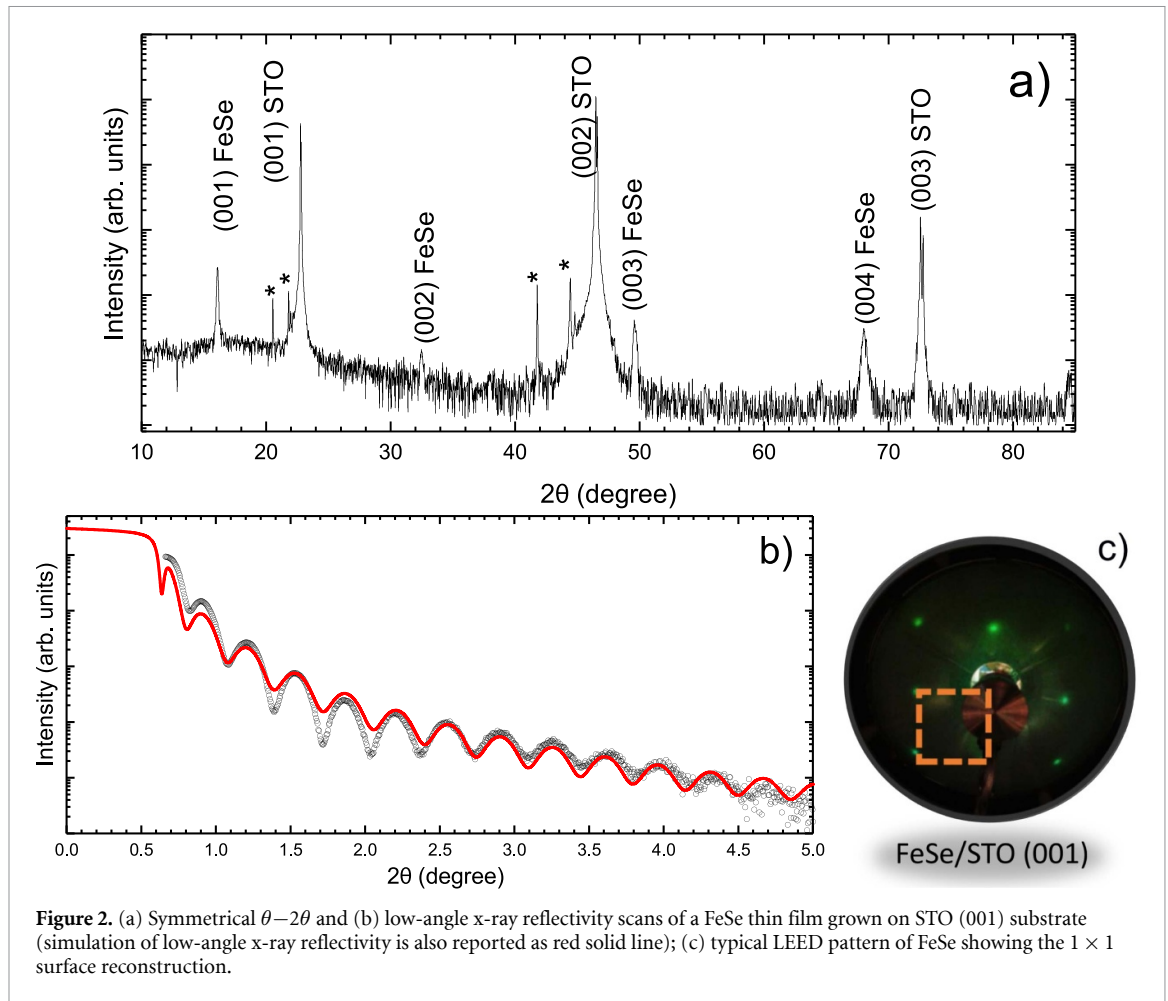 a)
Intensity (arb. units)
(001) FeSe
*
*
(001) STO
(002) FeSe
*
*
(002) STO
(003) FeSe
(004) FeSe
(003) STO
10 20 30 40 50 60 70 80
2θ (degree)
b)
Intensity (arb. units)
0.0 0.5 1.0 1.5 2.0 2.5 3.0 3.5 4.0 4.5 5.0
2θ (degree)
c)
FeSe/STO (001)
Figure 2. (a) Symmetrical θ−2θ and (b) low-angle x-ray reflectivity scans of a FeSe thin film grown on STO (001) substrate
(simulation of low-angle x-ray reflectivity is also reported as red solid line); (c) typical LEED pattern of FeSe showing the 1 × 1
surface reconstruction.